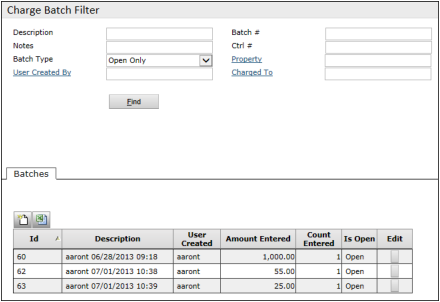 Charge Batch Filter
Description Batch #
Notes Ctrl #
Batch Type Open Only Property
User Created By Charged To
Find
Batches
Id Description User Created Amount Entered Count Entered Is Open Edit
60 aaront 06/28/2013 09:18 aaront 1,000.00 1 Open
62 aaront 07/01/2013 10:38 aaront 55.00 1 Open
63 aaront 07/01/2013 10:39 aaront 25.00 1 Open